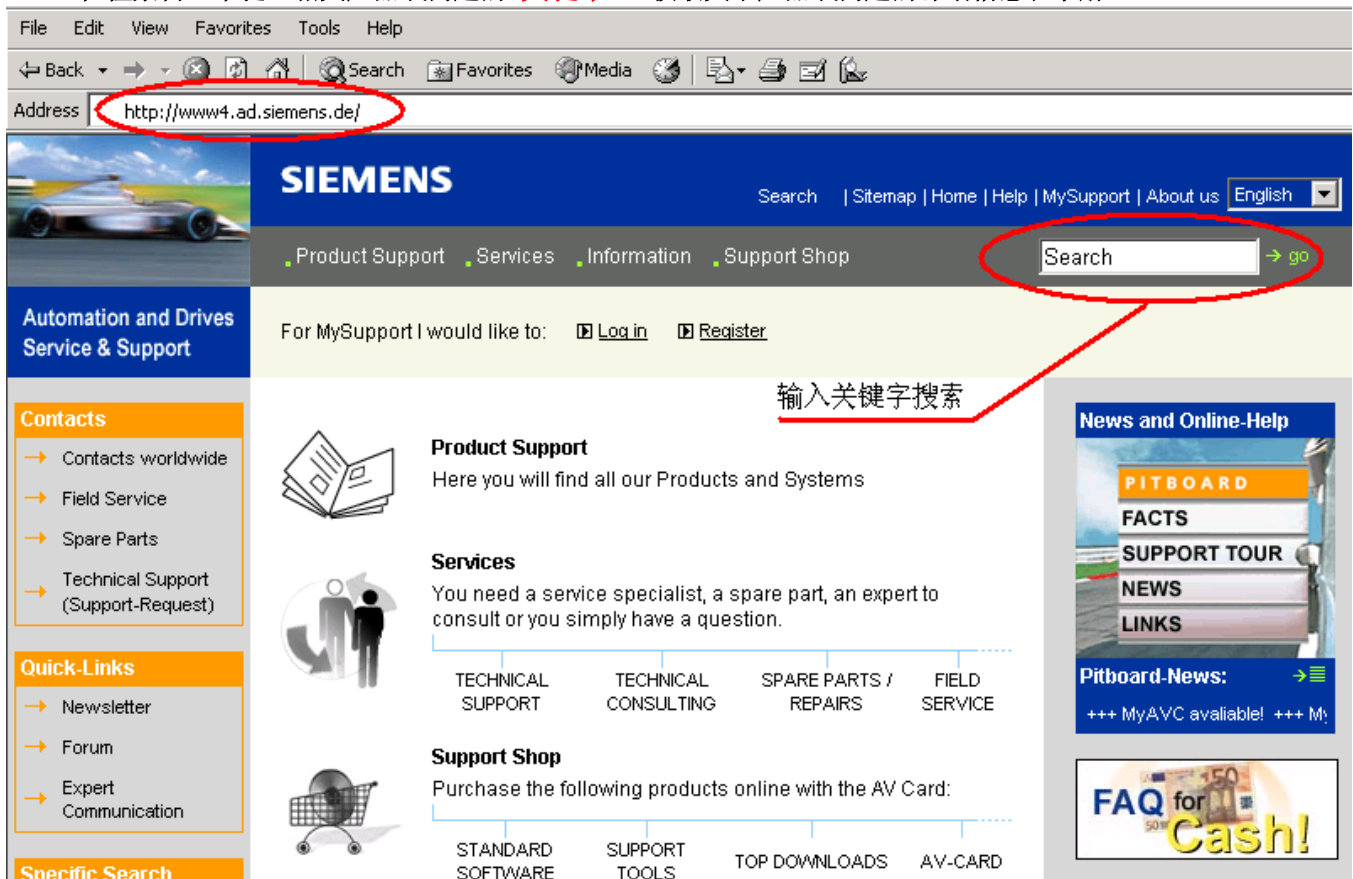 File Edit View Favorites Tools Help
Back Search Favorites Media
Address http://www4.ad.siemens.de/
SIEMENS
Search | Sitemap | Home | Help | MySupport | About us English
Product Support Services Information Support Shop Search go
Automation and Drives
Service & Support
For MySupport I would like to: Log in Register
输入关键字搜索
Contacts
Contacts worldwide
Field Service
Spare Parts
Technical Support
(Support-Request)
Quick-Links
Newsletter
Forum
Expert
Communication
Specific Search
Product Support
Here you will find all our Products and Systems
Services
You need a service specialist, a spare part, an expert to
consult or you simply have a question.
TECHNICAL SUPPORT TECHNICAL CONSULTING SPARE PARTS / REPAIRS FIELD SERVICE
Support Shop
Purchase the following products online with the AV Card:
STANDARD SOFTWARE SUPPORT TOOLS TOP DOWNLOADS AV-CARD
News and Online-Help
PITBOARD
FACTS
SUPPORT TOUR
NEWS
LINKS
Pitboard-News:
+++ MyAVC avaliable! +++ My
FAQ for
50
Cash!